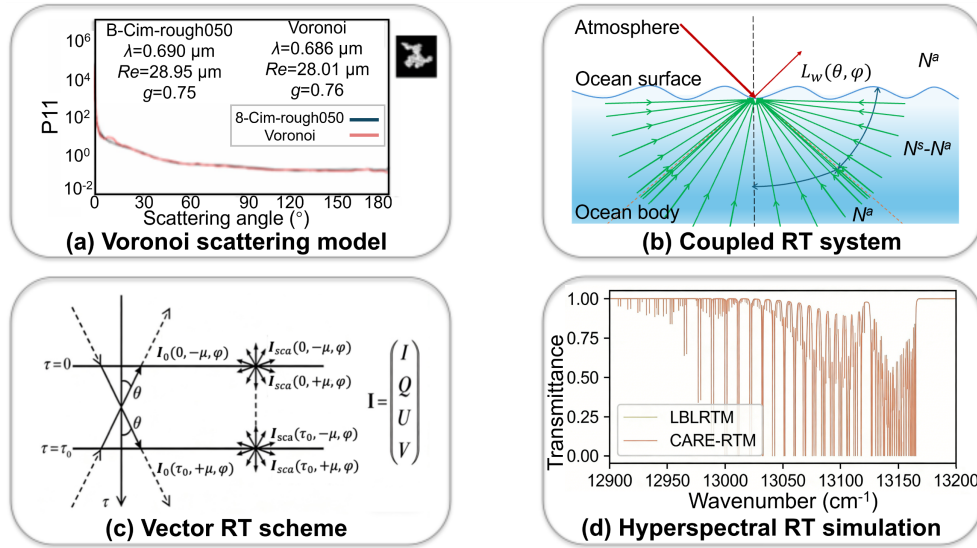 10⁶
10⁴
10²
10⁰
10⁻²
P11
B-Cim-rough050
λ=0.690 µm
Re=28.95 µm
g=0.75
Voronoi
λ=0.686 µm
Re=28.01 µm
g=0.76
8-Cim-rough050
Voronoi
0 30 60 90 120 150 180
Scattering angle (°)
(a) Voronoi scattering model
Atmosphere
Nᵃ
Ocean surface
L_w(θ,φ)
Nˢ-Nᵃ
Ocean body
Nᵃ
(b) Coupled RT system
I₀(0,-μ,φ)
I_sca(0,-μ,φ)
τ=0
I_sca(0,+μ,φ)
θ
θ
I = (I Q U V)
I_sca(τ₀,-μ,φ)
τ=τ₀
I₀(τ₀,+μ,φ)
I_sca(τ₀,+μ,φ)
τ
(c) Vector RT scheme
1.00
0.75
0.50
0.25
0.00
Transmittance
LBLRTM
CARE-RTM
12900 12950 13000 13050 13100 13150 13200
Wavenumber (cm⁻¹)
(d) Hyperspectral RT simulation